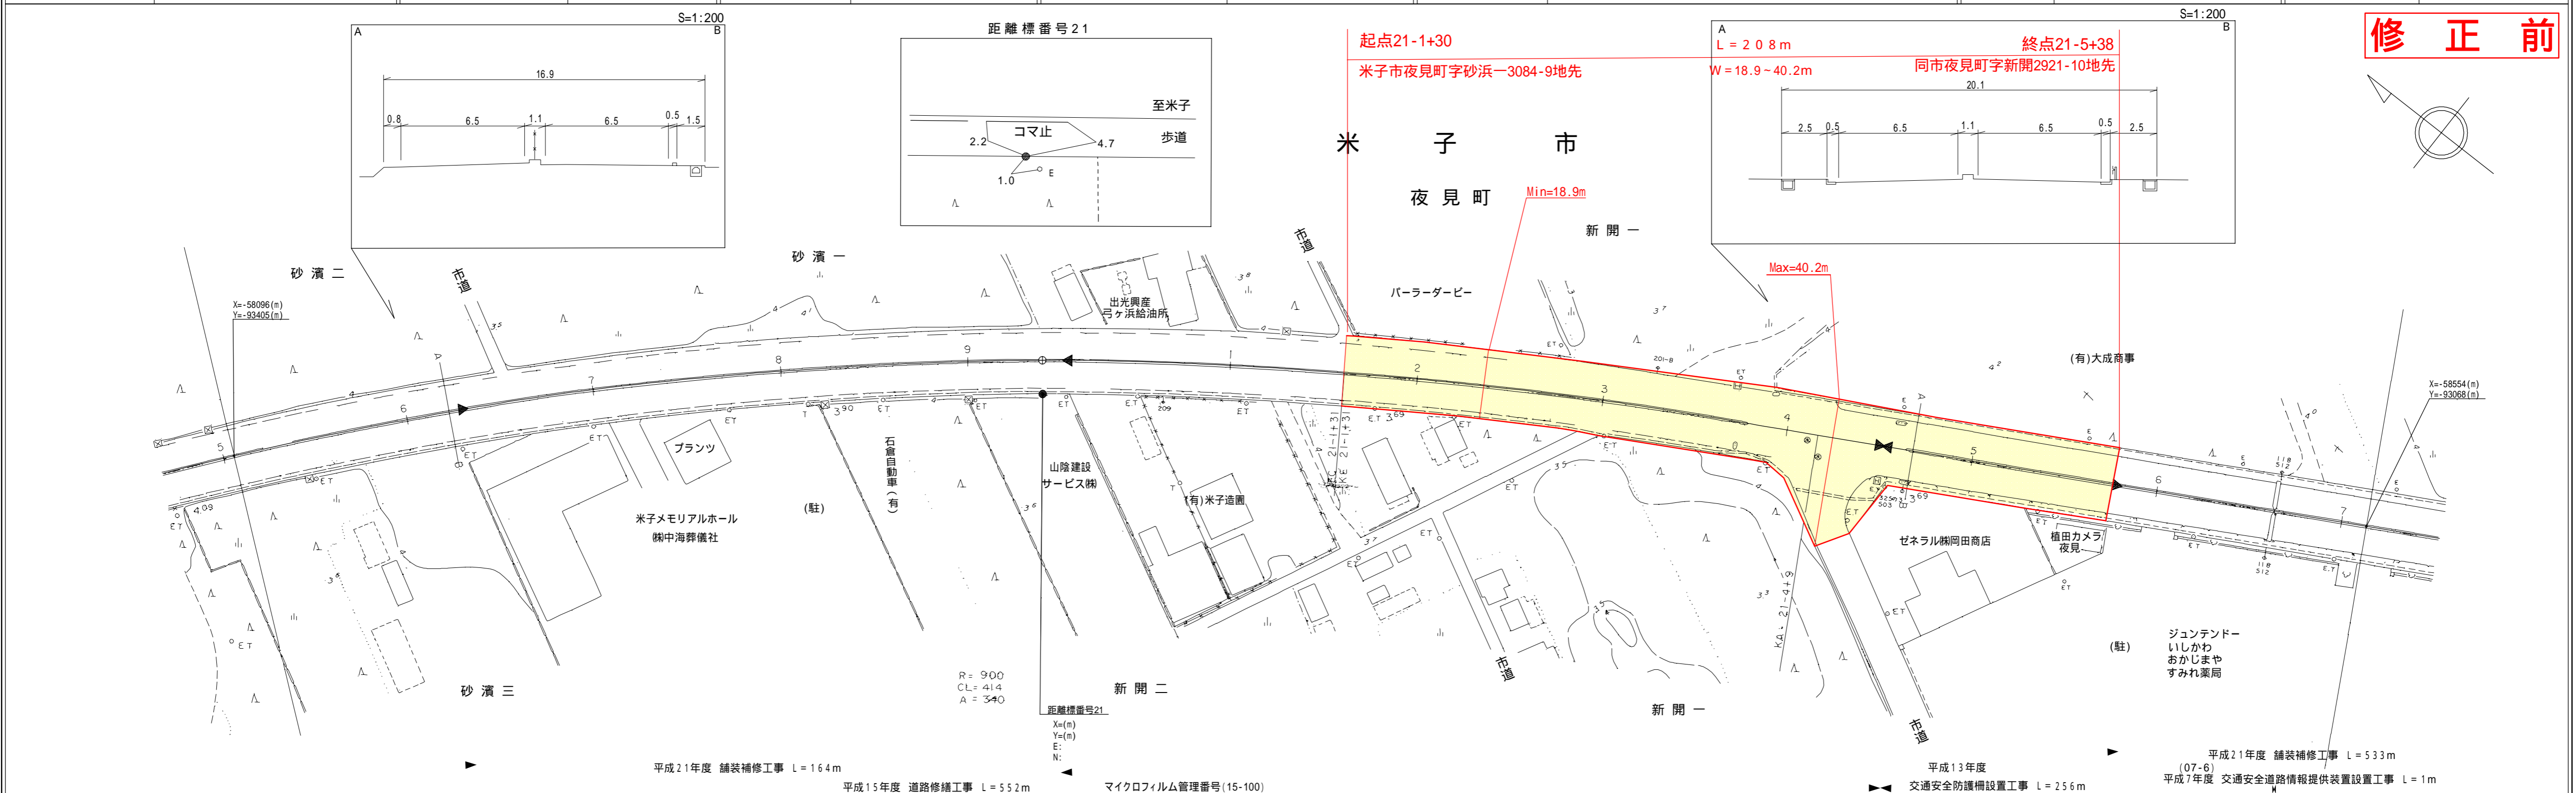 S=1:200
A
B
16.9
0.8
6.5
1.1
6.5
0.5
1.5
距離標番号21
至米子
コマ止
歩道
2.2
4.7
1.0
E
起点21-1+30
米子市夜見町字砂浜一3084-9地先
L=208m
W=18.9~40.2m
終点21-5+38
同市夜見町字新開2921-10地先
S=1:200
A
B
20.1
2.5
0.5
6.5
1.1
6.5
0.5
2.5
修正前
米子市
夜見町
Min=18.9m
Max=40.2m
新開一
砂濱二
市道
砂濱一
市道
X=-58096(m)
Y=-93405(m)
出光興産
弓ヶ浜給油所
パーラーダービー
(有)大成商事
X=-58554(m)
Y=-93068(m)
5
6
7
8
9
1
2
3
4
5
6
7
プランツ
米子メモリアルホール
㈱中海葬儀社
(駐)
石倉自動車(有)
山陰建設
サービス㈱
(有)米子造園
209
201-B
KA・21-4+9
ゼネラル㈱岡田商店
植田カメラ
夜見
118
512
118
512
(駐)
ジュンテンドー
いしかわ
おかじまや
すみれ薬局
砂濱三
R= 900
CL= 414
A = 340
新開二
距離標番号21
X=(m)
Y=(m)
E:
N:
市道
新開一
市道
平成21年度 舗装補修工事 L=164m
平成15年度 道路修繕工事 L=552m
マイクロフィルム管理番号(15-100)
平成13年度
交通安全防護柵設置工事 L=256m
平成21年度 舗装補修工事 L=533m
(07-6)
平成7年度 交通安全道路情報提供装置設置工事 L=1m